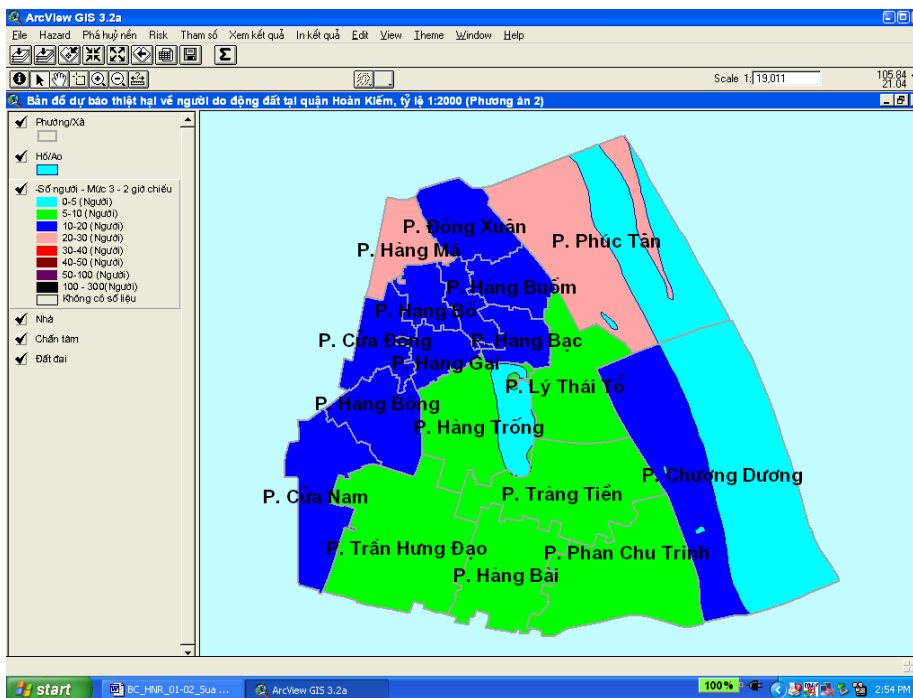 ArcView GIS 3.2a
File Hazard Phá huỷ nền Risk Tham số Xem kết quả In kết quả Edit View Theme Window Help
Scale 1: 19,011
105.84
21.04
Bản đồ dự báo thiệt hại về người do động đất tại quận Hoàn Kiếm, tỷ lệ 1:2000 (Phương án 2)
Phường/Xã
Hồ/Ao
-Số người - Mức 3 - 2 giờ chiều
0-5 (Người)
5-10 (Người)
10-20 (Người)
20-30 (Người)
30-40 (Người)
40-50 (Người)
50-100 (Người)
100 - 300(Người)
Không có số liệu
Nhà
Chấn tâm
Đất đai
P. Đồng Xuân
P. Hàng Mã
P. Phúc Tân
P. Hàng Buồm
P. Hàng Bồ
P. Cửa Đông
P. Hàng Bạc
P. Hàng Gai
P. Lý Thái Tổ
P. Hàng Bông
P. Hàng Trống
P. Chương Dương
P. Cửa Nam
P. Tràng Tiền
P. Trần Hưng Đạo
P. Phan Chu Trinh
P. Hàng Bài
start
BC_HNR_01-02_Sua ...
ArcView GIS 3.2a
100%
2:54 PM